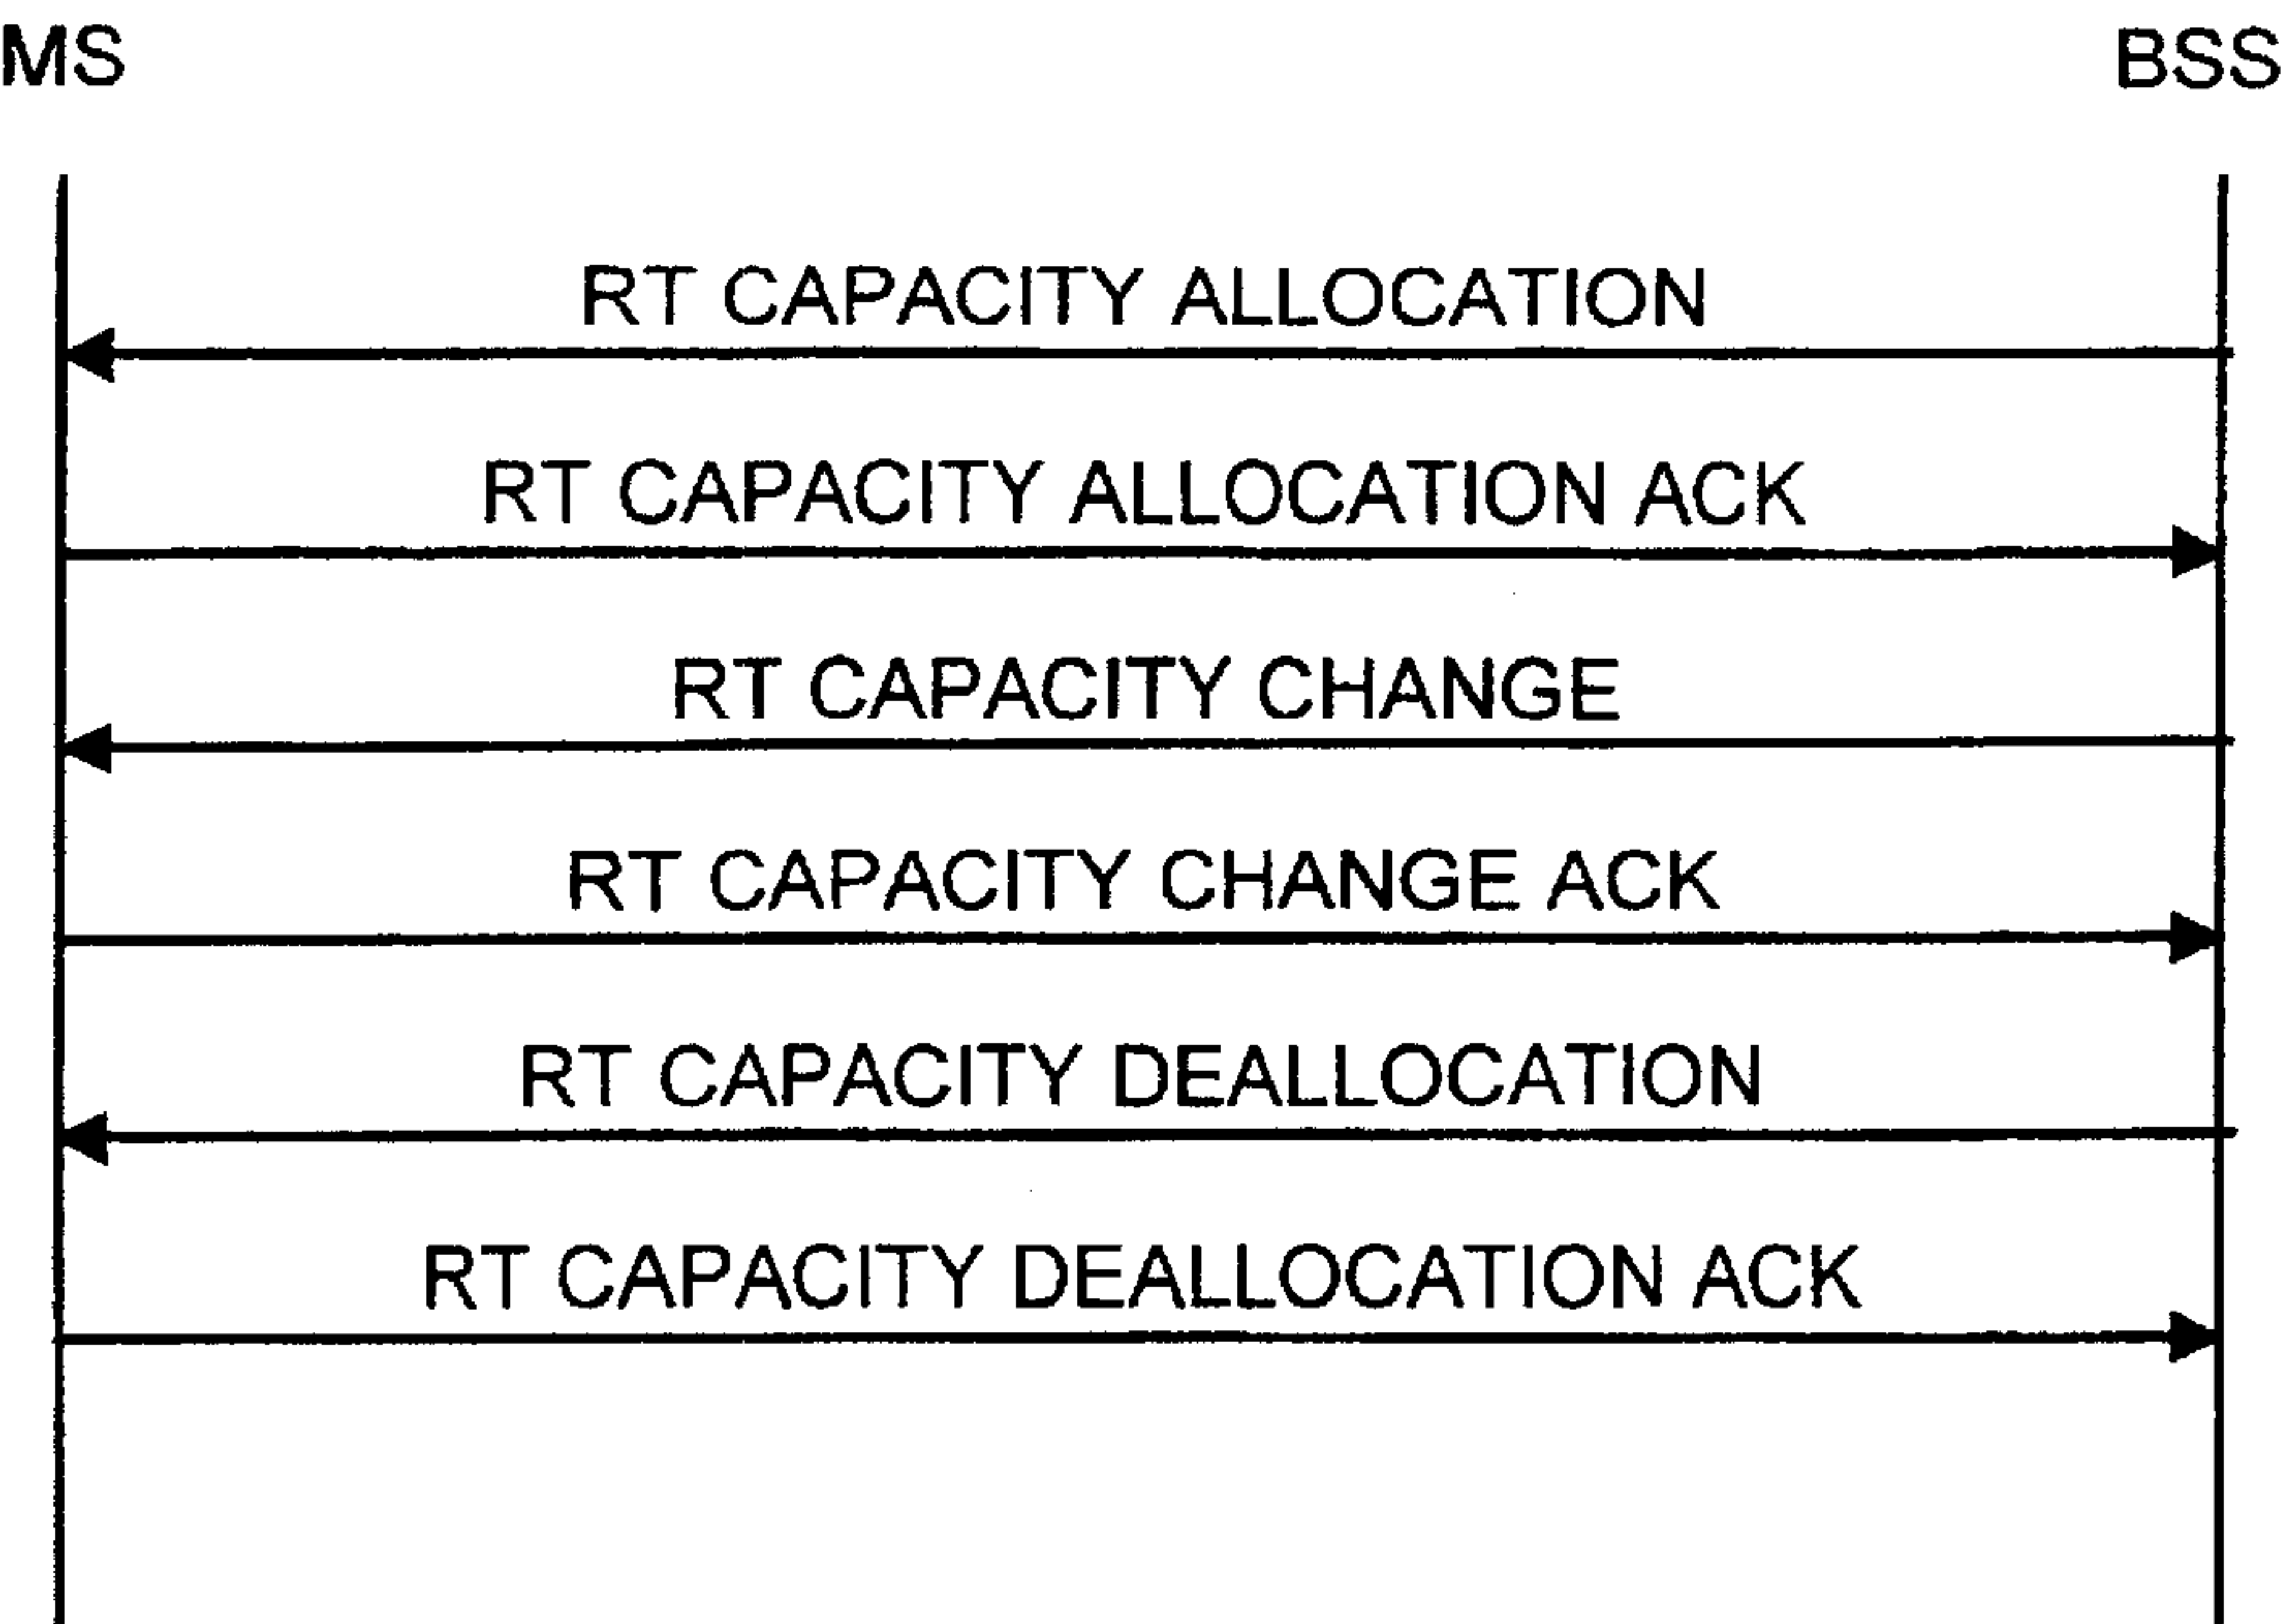 MS BSS
RT CAPACITY ALLOCATION
RT CAPACITY ALLOCATION ACK
RT CAPACITY CHANGE
RT CAPACITY CHANGE ACK
RT CAPACITY DEALLOCATION
RT CAPACITY DEALLOCATION ACK